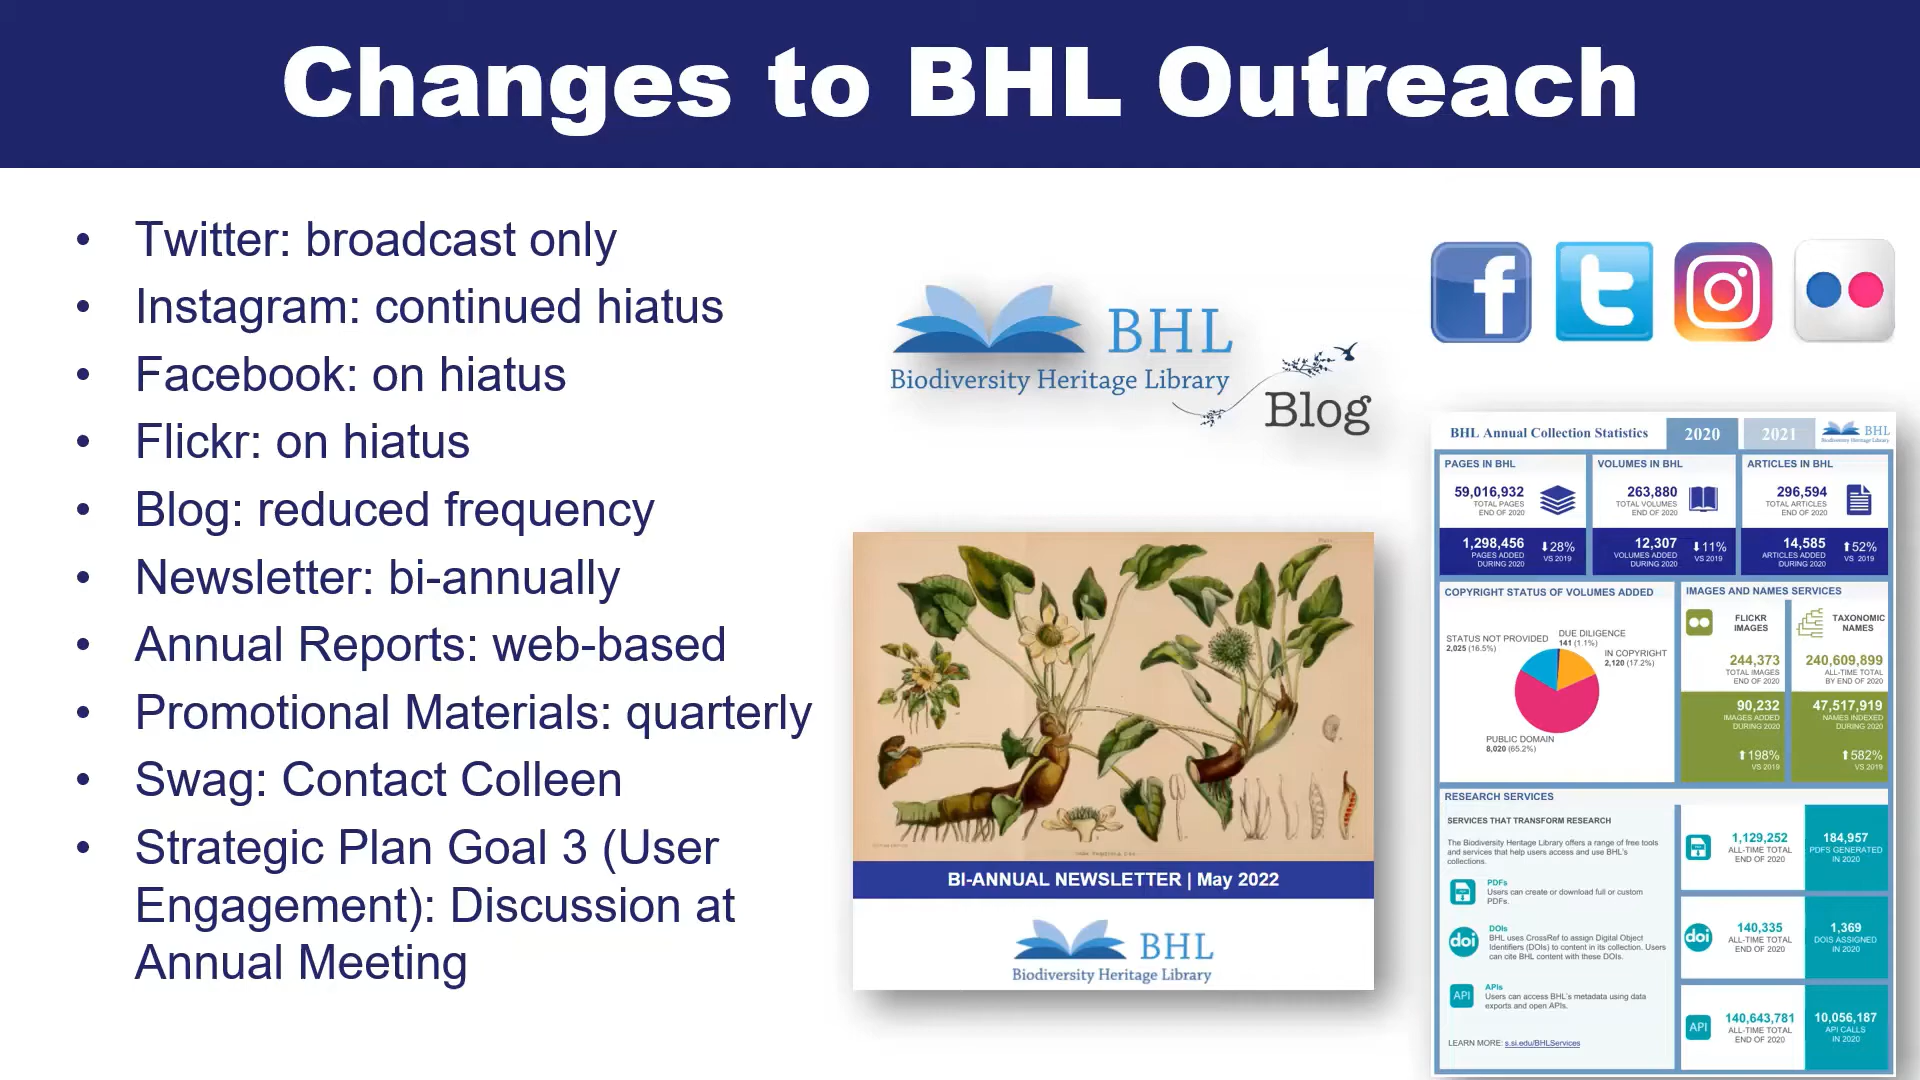 Changes to BHL Outreach
• Twitter: broadcast only
• Instagram: continued hiatus
• Facebook: on hiatus
• Flickr: on hiatus
• Blog: reduced frequency
• Newsletter: bi-annually
• Annual Reports: web-based
• Promotional Materials: quarterly
• Swag: Contact Colleen
• Strategic Plan Goal 3 (User
Engagement): Discussion at
Annual Meeting
BHL
Biodiversity Heritage Library
Blog
BI-ANNUAL NEWSLETTER | May 2022
BHL
Biodiversity Heritage Library
BHL Annual Collection Statistics
2020
2021
BHL
Biodiversity Heritage Library
PAGES IN BHL
59,016,932
TOTAL PAGES
END OF 2020
1,298,456
PAGES ADDED
DURING 2020
⬇28%
VS 2019
VOLUMES IN BHL
263,880
TOTAL VOLUMES
END OF 2020
12,307
VOLUMES ADDED
DURING 2020
⬇11%
VS 2019
ARTICLES IN BHL
296,594
TOTAL ARTICLES
END OF 2020
14,585
ARTICLES ADDED
DURING 2020
⬆52%
VS 2019
COPYRIGHT STATUS OF VOLUMES ADDED
STATUS NOT PROVIDED
2,025 (16.5%)
DUE DILIGENCE
141 (1.1%)
IN COPYRIGHT
2,120 (17.2%)
PUBLIC DOMAIN
8,020 (65.2%)
IMAGES AND NAMES SERVICES
FLICKR
IMAGES
244,373
TOTAL IMAGES
END OF 2020
90,232
IMAGES ADDED
DURING 2020
⬆198%
VS 2019
TAXONOMIC
NAMES
240,609,899
ALL-TIME TOTAL
BY END OF 2020
47,517,919
NAMES INDEXED
DURING 2020
⬆582%
VS 2019
RESEARCH SERVICES
SERVICES THAT TRANSFORM RESEARCH
The Biodiversity Heritage Library offers a range of free tools
and services that help users access and use BHL's
collections.
PDFs
Users can create or download full or custom
PDFs.
doi
DOIs
BHL uses CrossRef to assign Digital Object
Identifiers (DOIs) to content in its collection. Users
can cite BHL content with these DOIs.
API
APIs
Users can access BHL's metadata using data
exports and open APIs.
LEARN MORE: s.si.edu/BHLServices
1,129,252
ALL-TIME TOTAL
END OF 2020
184,957
PDFS GENERATED
IN 2020
doi
140,335
ALL-TIME TOTAL
END OF 2020
1,369
DOIS ASSIGNED
IN 2020
API
140,643,781
ALL-TIME TOTAL
END OF 2020
10,056,187
API CALLS
IN 2020